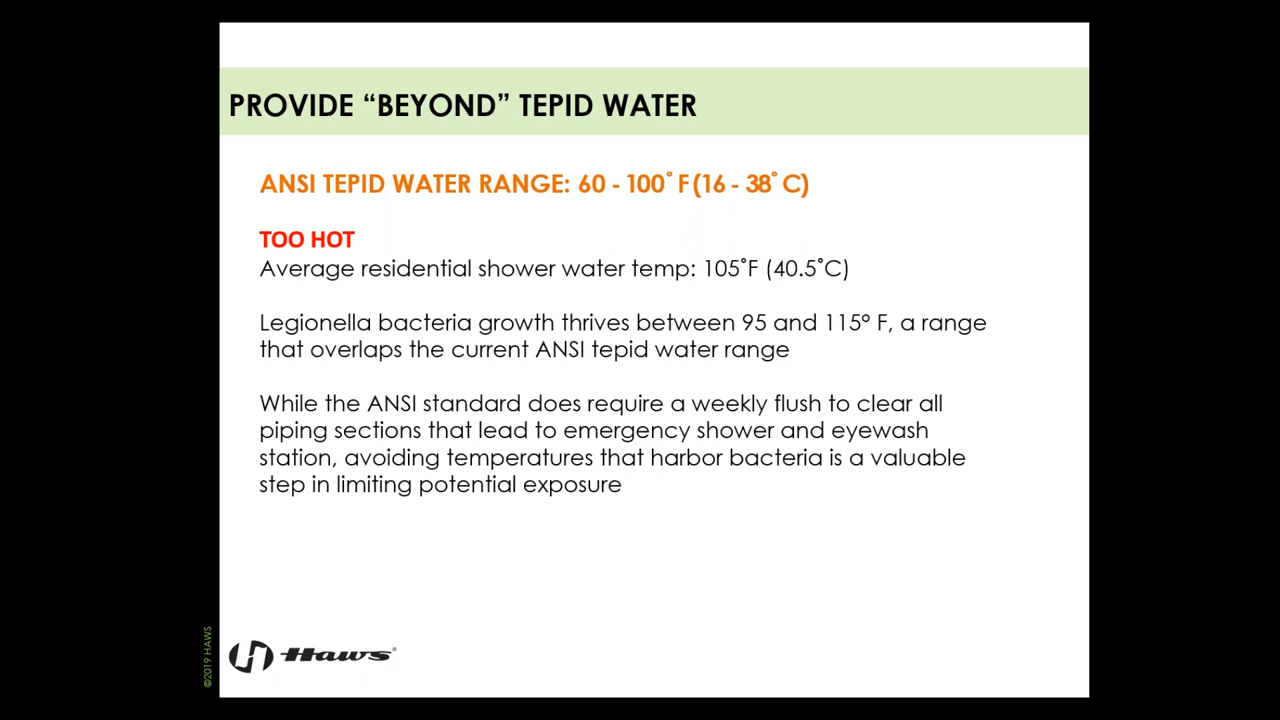 PROVIDE “BEYOND” TEPID WATER
ANSI TEPID WATER RANGE: 60 - 100˚ F (16 - 38˚ C)
TOO HOT
Average residential shower water temp: 105˚F (40.5˚C)
Legionella bacteria growth thrives between 95 and 115° F, a range
that overlaps the current ANSI tepid water range
While the ANSI standard does require a weekly flush to clear all
piping sections that lead to emergency shower and eyewash
station, avoiding temperatures that harbor bacteria is a valuable
step in limiting potential exposure
©2019 HAWS
Haws®